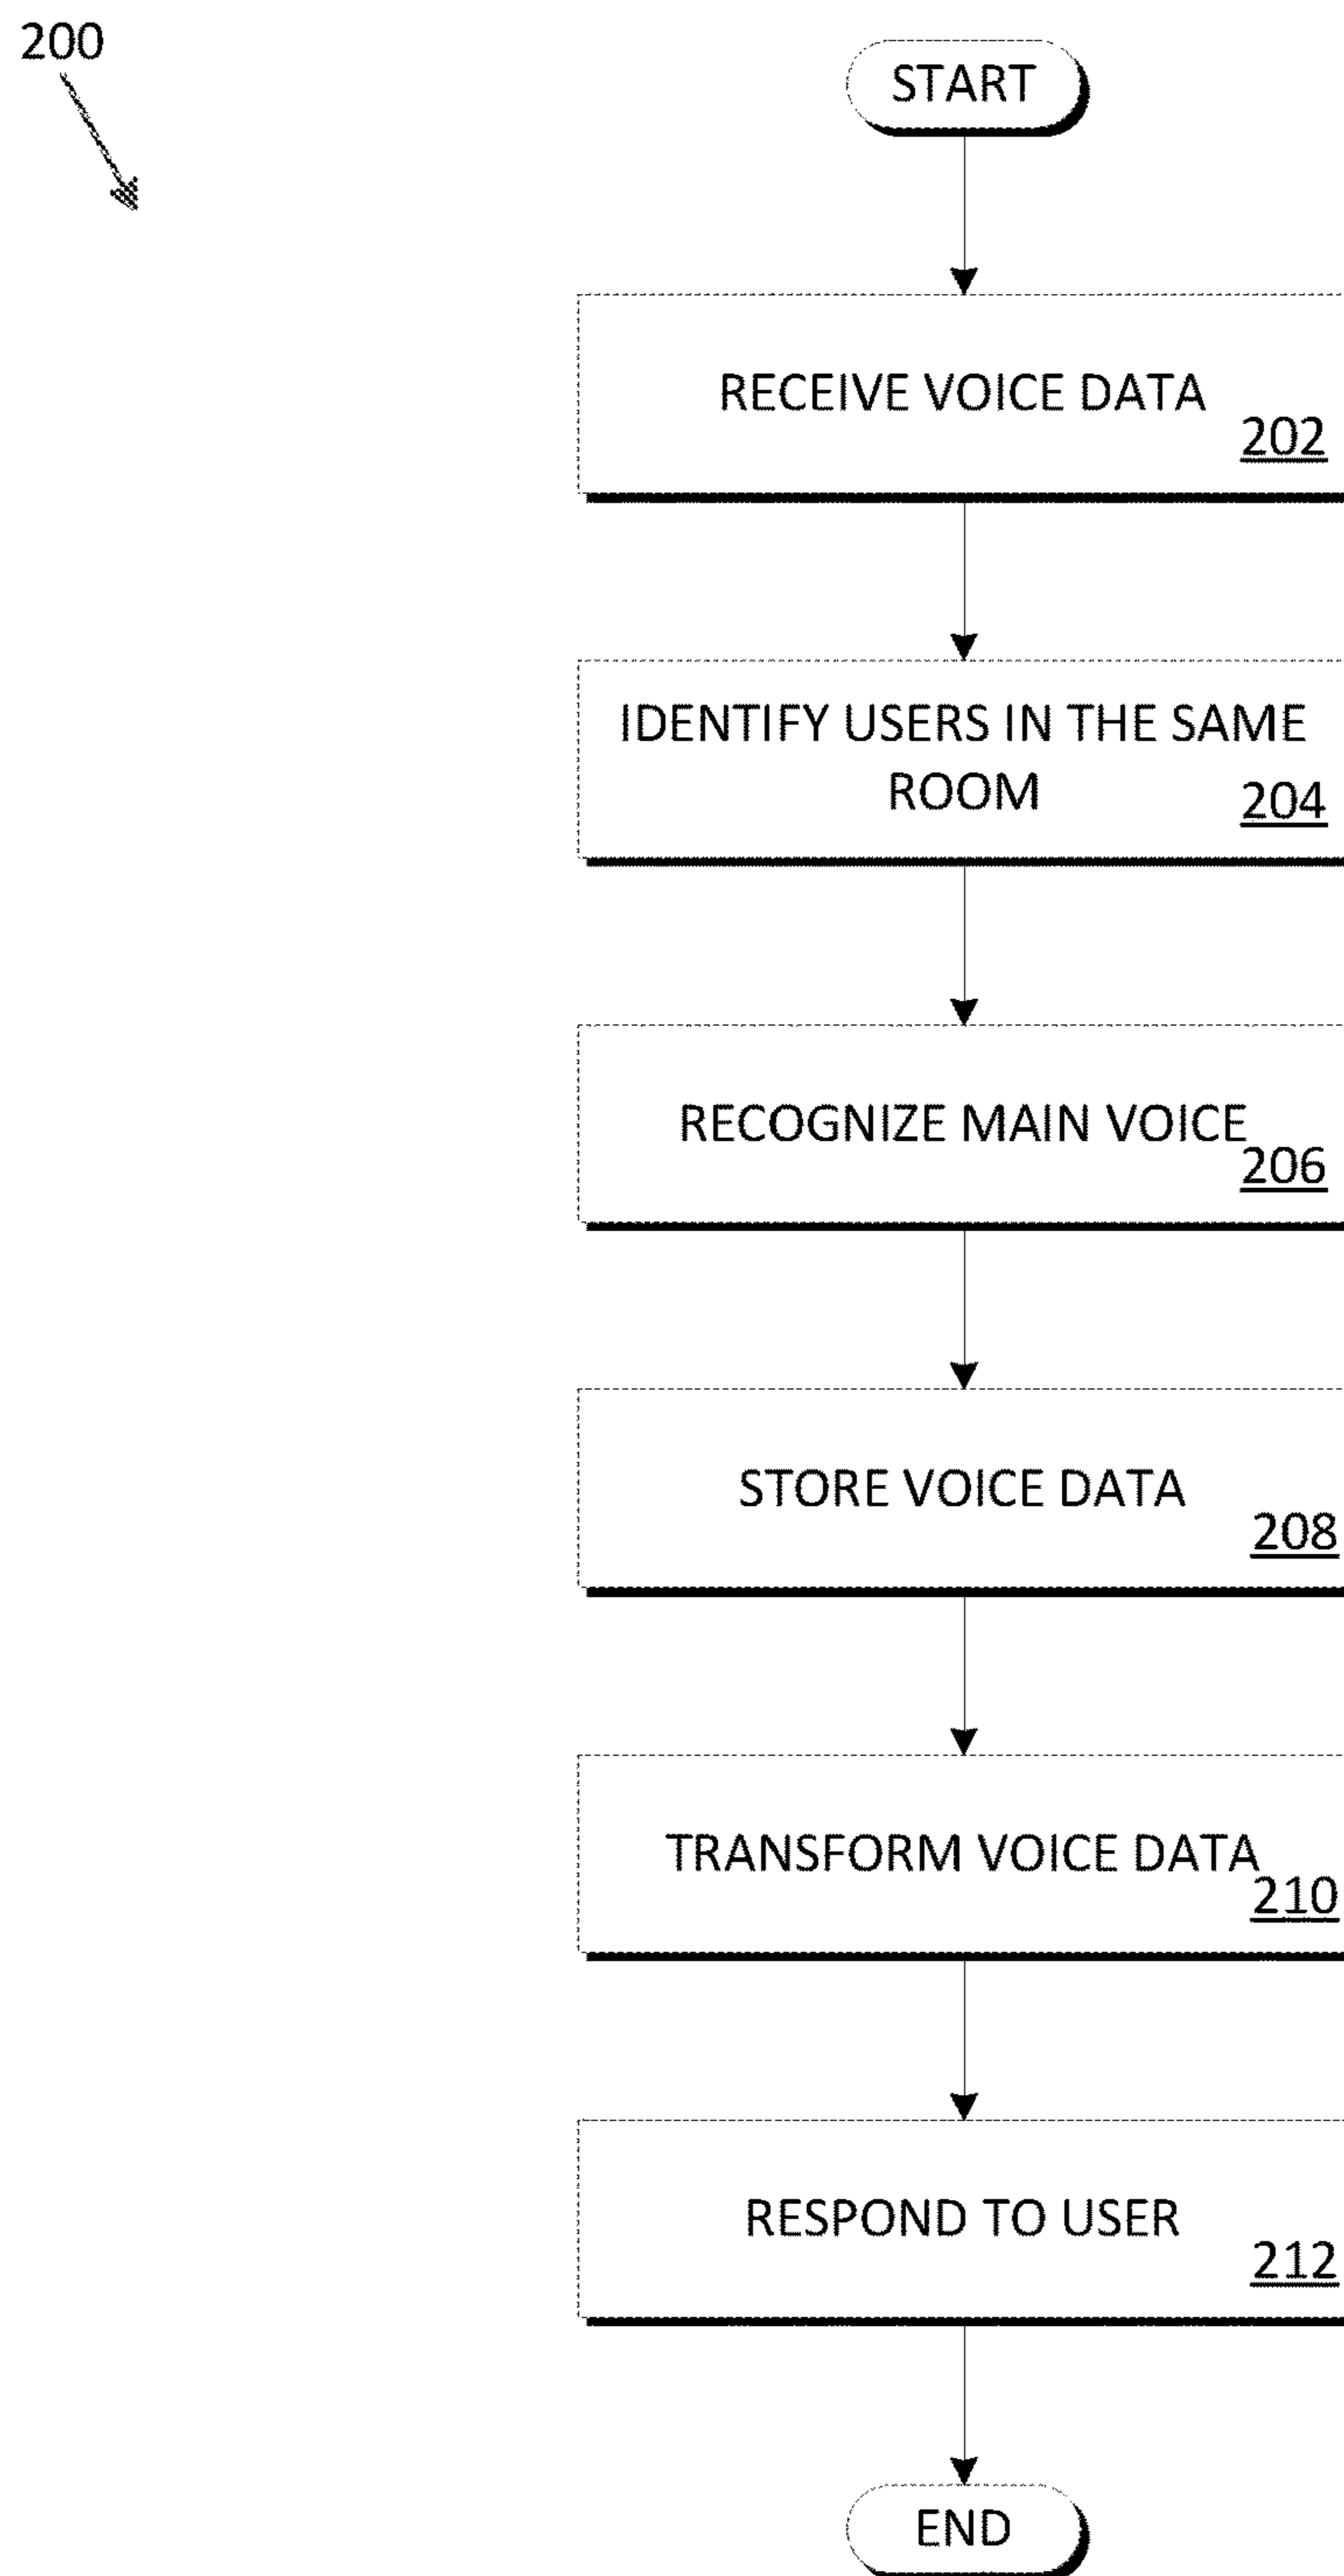 200
START
RECEIVE VOICE DATA
202
IDENTIFY USERS IN THE SAME
ROOM
204
RECOGNIZE MAIN VOICE
206
STORE VOICE DATA
208
TRANSFORM VOICE DATA
210
RESPOND TO USER
212
END